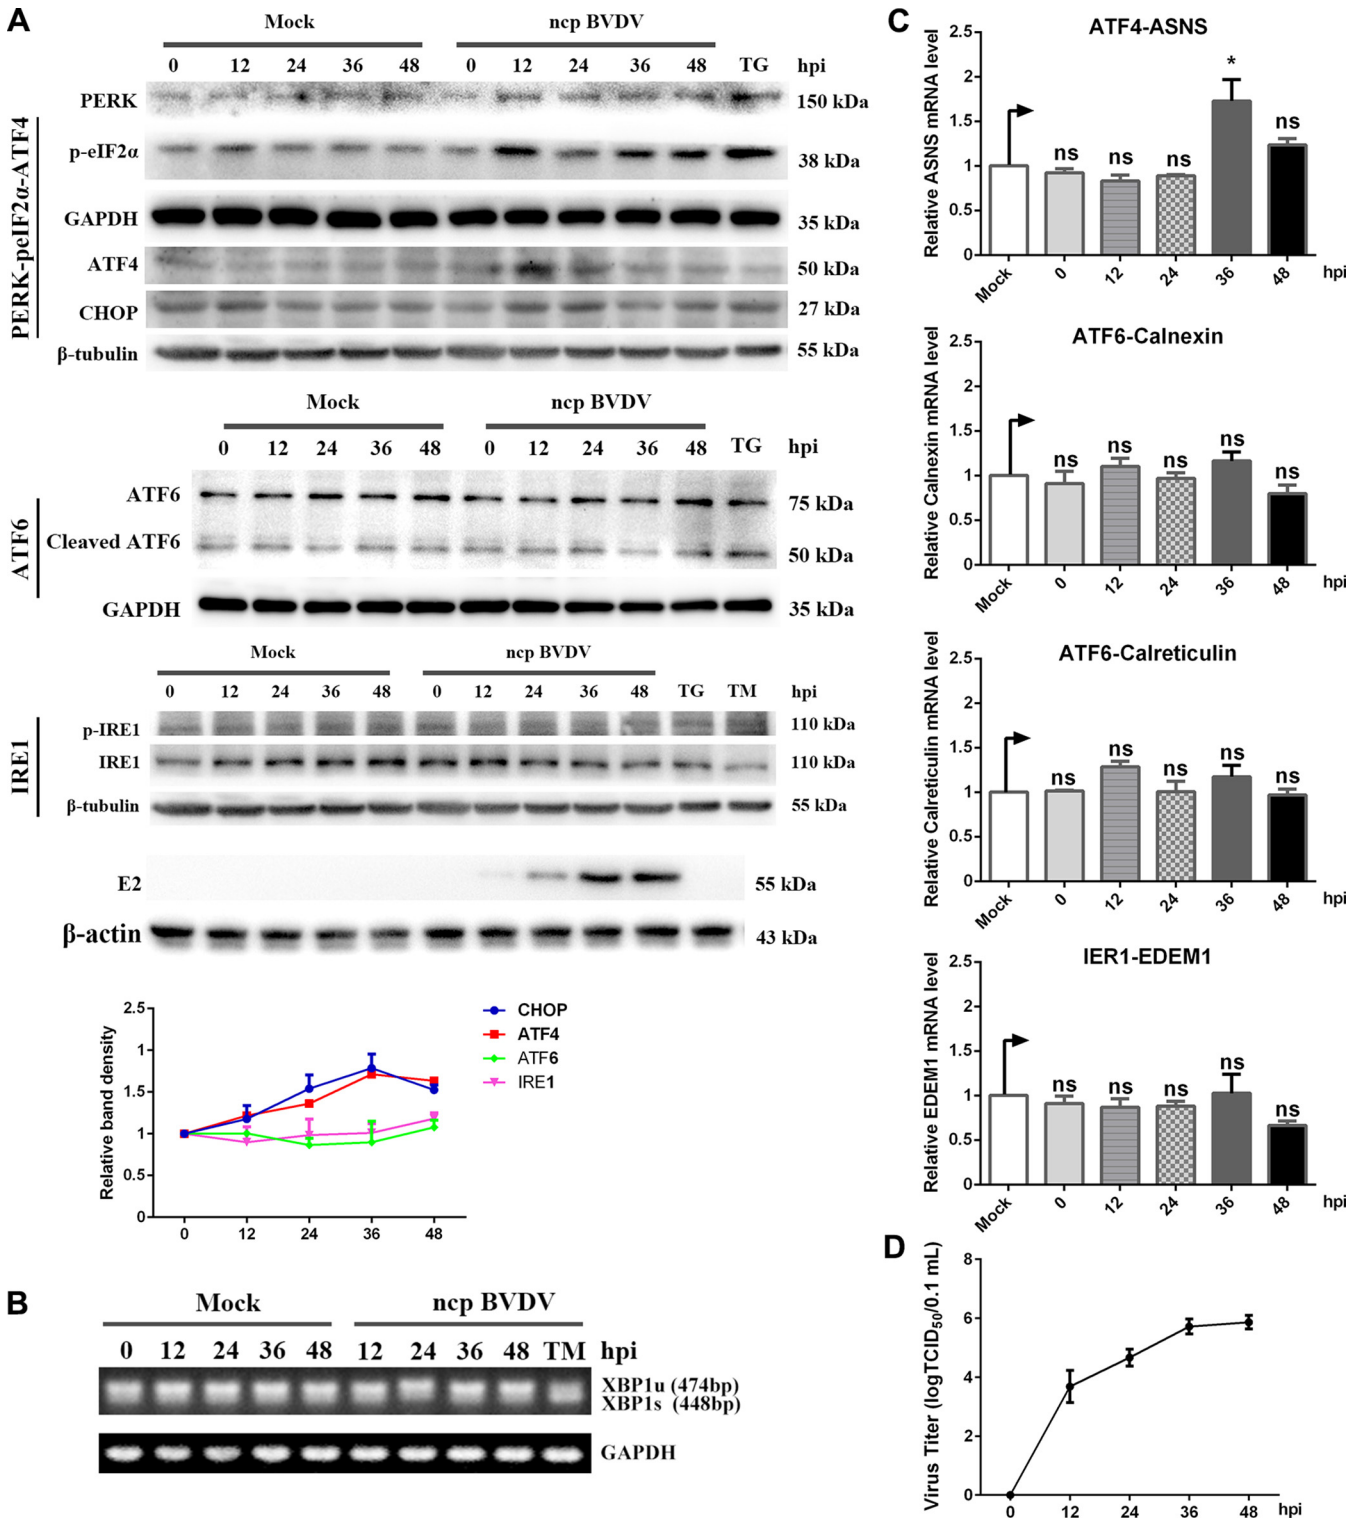 A
Mock ncp BVDV
0 12 24 36 48 0 12 24 36 48 TG hpi
PERK 150 kDa
p-eIF2α 38 kDa
GAPDH 35 kDa
ATF4 50 kDa
CHOP 27 kDa
β-tubulin 55 kDa
PERK-peIF2α-ATF4
Mock ncp BVDV
0 12 24 36 48 0 12 24 36 48 TG hpi
ATF6 75 kDa
Cleaved ATF6 50 kDa
GAPDH 35 kDa
ATF6
Mock ncp BVDV
0 12 24 36 48 0 12 24 36 48 TG TM hpi
p-IRE1 110 kDa
IRE1 110 kDa
β-tubulin 55 kDa
IRE1
E2 55 kDa
β-actin 43 kDa
Relative band density
2.5
1
1.5
1
0.5
0
0 12 24 36 48
CHOP
ATF4
ATF6
IRE1
B
Mock ncp BVDV
0 12 24 36 48 12 24 36 48 TM hpi
XBP1u (474bp)
XBP1s (448bp)
GAPDH
C
ATF4-ASNS
Relative ASNS mRNA level
2.5
2
1.5
1
0.5
0
ns ns ns * ns
Mock 0 12 24 36 48 hpi
ATF6-Calnexin
Relative Calnexin mRNA level
2.5
2
1.5
1
0.5
0
ns ns ns ns ns
Mock 0 12 24 36 48 hpi
ATF6-Calreticulin
Relative Calreticulin mRNA level
2.5
2
1.5
1
0.5
0
ns ns ns ns ns
Mock 0 12 24 36 48 hpi
IER1-EDEM1
Relative EDEM1 mRNA level
2.5
2
1.5
1
0.5
0
ns ns ns ns ns
Mock 0 12 24 36 48 hpi
D
Virus Titer (logTCID50/0.1 mL)
8
6
4
2
0
0 12 24 36 48 hpi